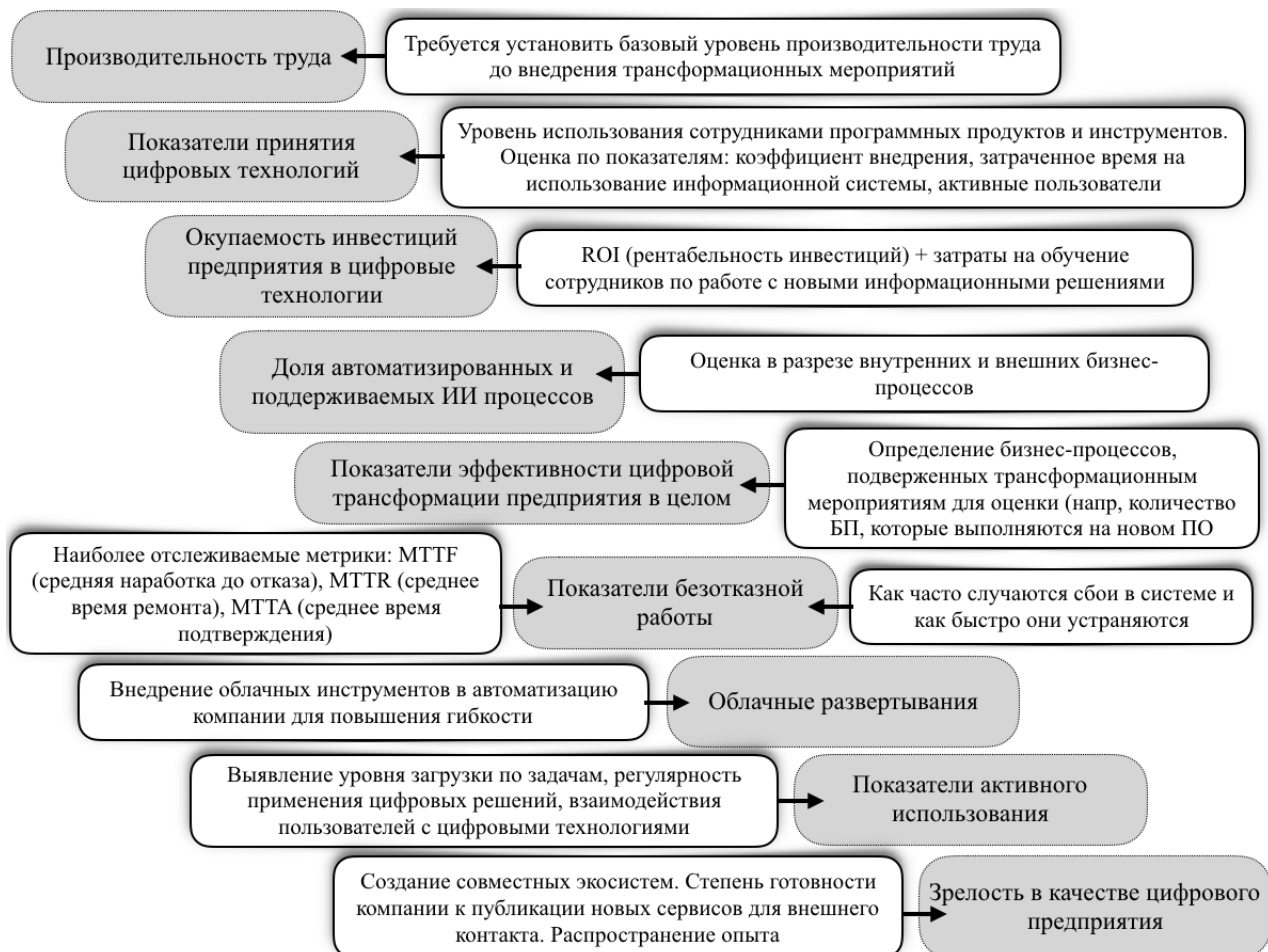 Производительность труда
Требуется установить базовый уровень производительности труда
до внедрения трансформационных мероприятий
Показатели принятия
цифровых технологий
Уровень использования сотрудниками программных продуктов и инструментов.
Оценка по показателям: коэффициент внедрения, затраченное время на
использование информационной системы, активные пользователи
Окупаемость инвестиций
предприятия в цифровые
технологии
ROI (рентабельность инвестиций) + затраты на обучение
сотрудников по работе с новыми информационными решениями
Доля автоматизированных и
поддерживаемых ИИ процессов
Оценка в разрезе внутренних и внешних бизнес-
процессов
Показатели эффективности цифровой
трансформации предприятия в целом
Определение бизнес-процессов,
подверженных трансформационным
мероприятиям для оценки (напр, количество
БП, которые выполняются на новом ПО
Наиболее отслеживаемые метрики: MTTF
(средняя наработка до отказа), MTTR (среднее
время ремонта), MTTA (среднее время
подтверждения)
Показатели безотказной
работы
Как часто случаются сбои в системе и
как быстро они устраняются
Внедрение облачных инструментов в автоматизацию
компании для повышения гибкости
Облачные развертывания
Выявление уровня загрузки по задачам, регулярность
применения цифровых решений, взаимодействия
пользователей с цифровыми технологиями
Показатели активного
использования
Создание совместных экосистем. Степень готовности
компании к публикации новых сервисов для внешнего
контакта. Распространение опыта
Зрелость в качестве цифрового
предприятия